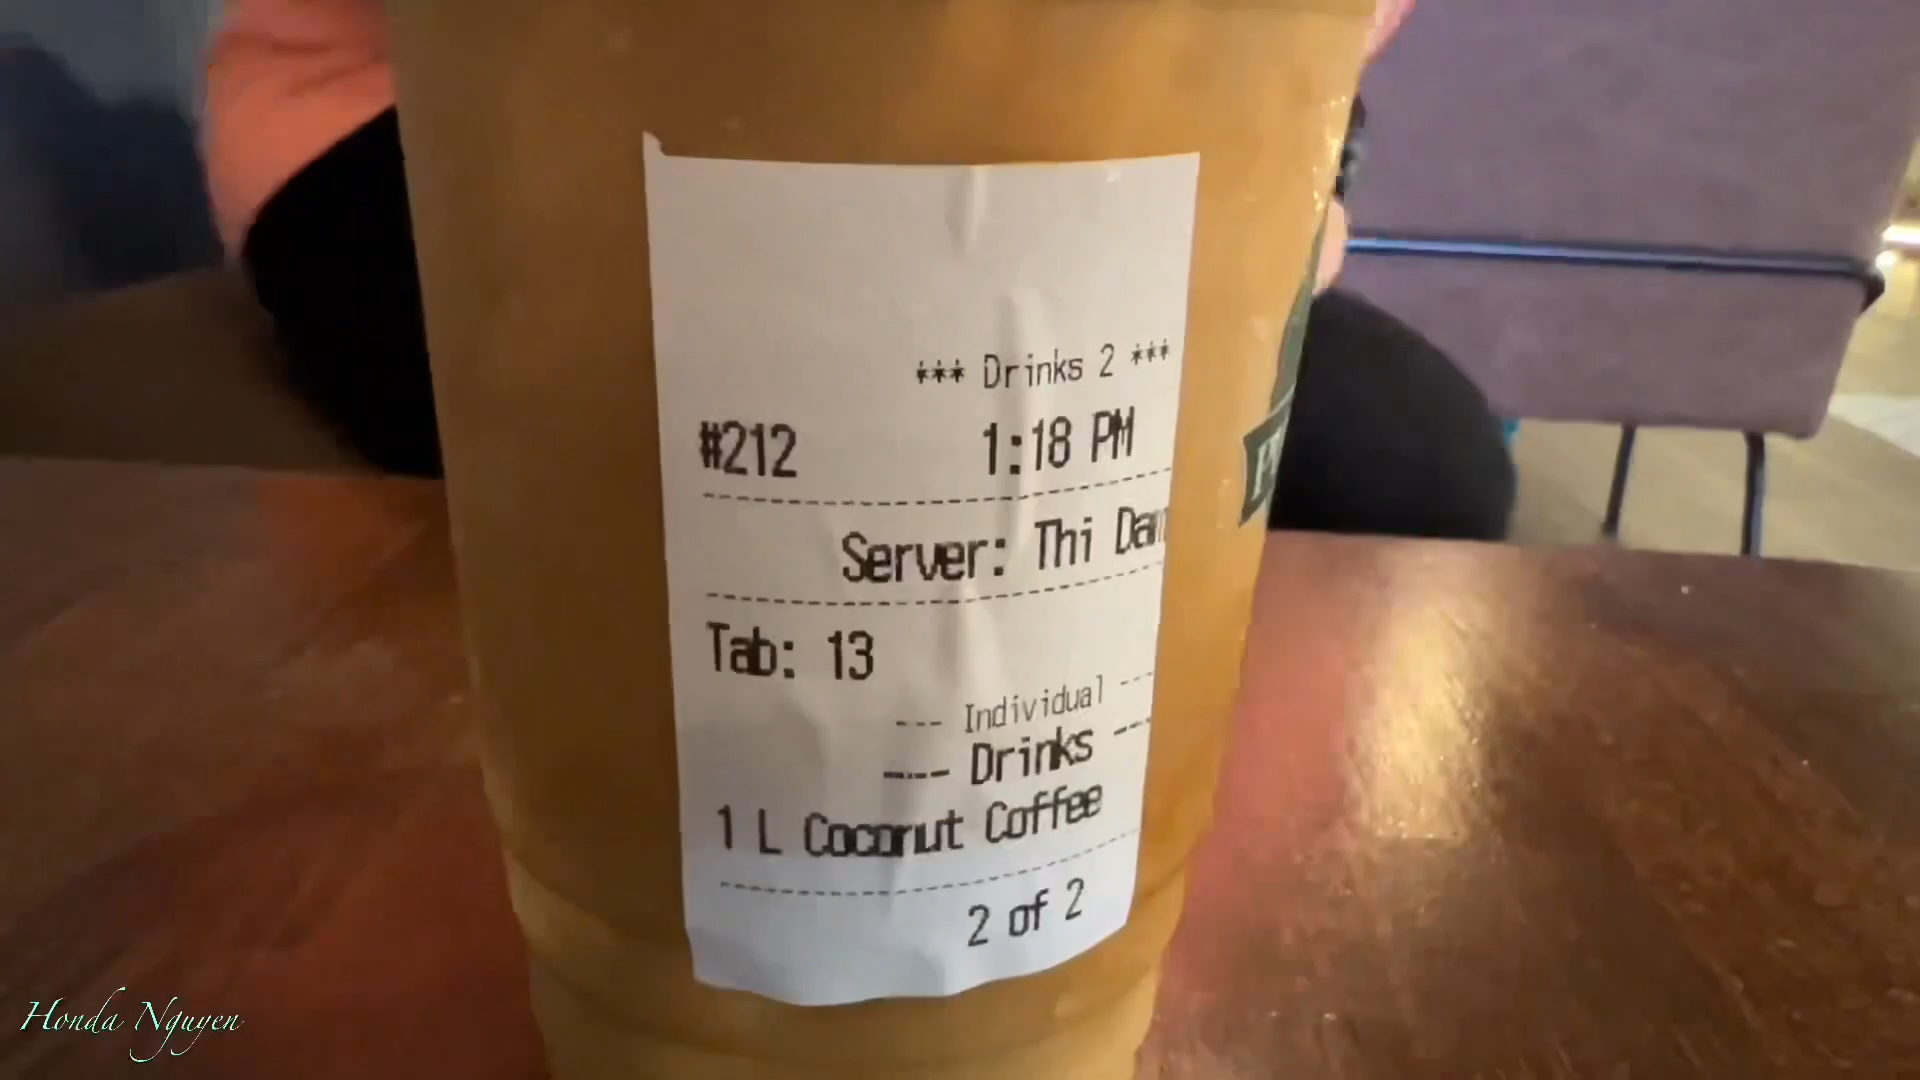 *** Drinks 2 ***
#212 1:18 PM
Server: Thi
Tab: 13
--- Individual ---
---- Drinks ---
1 L Coconut Coffee
2 of 2
Honda Nguyen